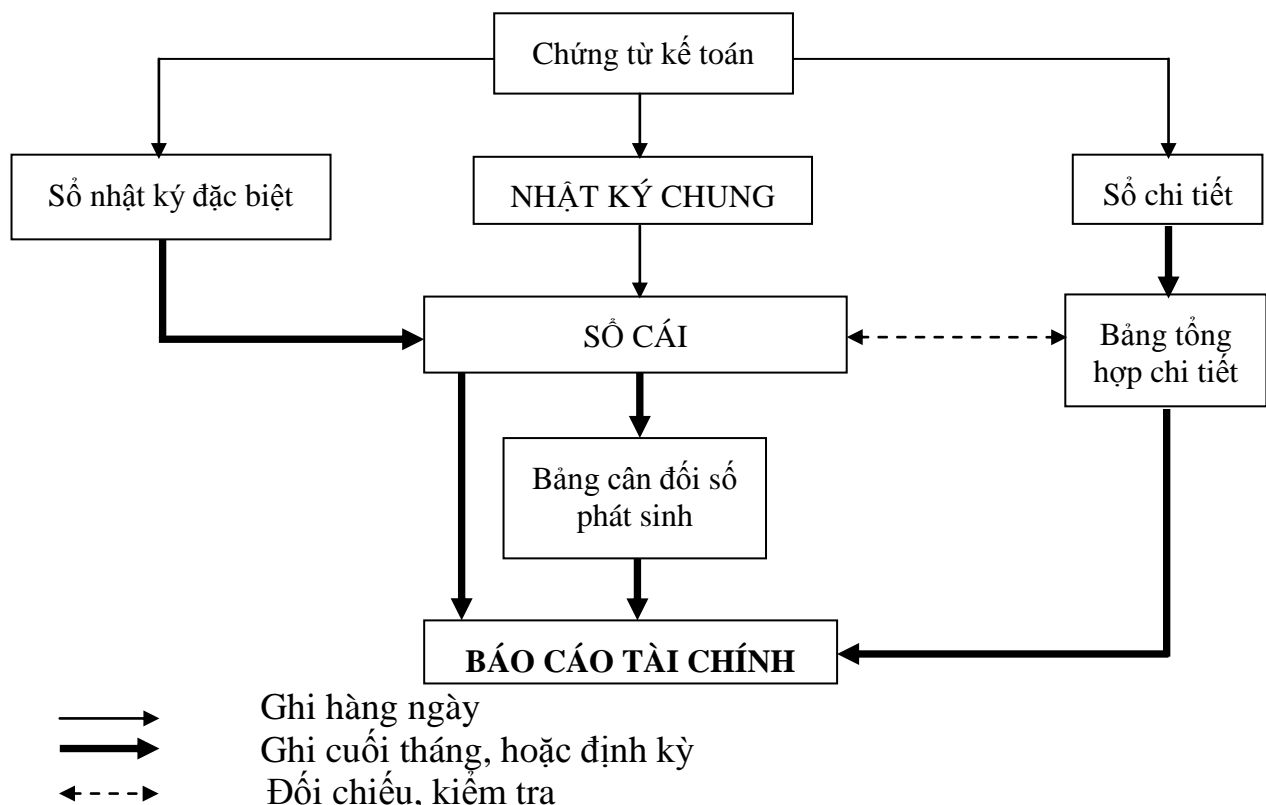 Chứng từ kế toán
Sổ nhật ký đặc biệt
NHẬT KÝ CHUNG
Sổ chi tiết
SỔ CÁI
Bảng tổng
hợp chi tiết
Bảng cân đối số
phát sinh
BÁO CÁO TÀI CHÍNH
Ghi hàng ngày
Ghi cuối tháng, hoặc định kỳ
Đối chiếu, kiểm tra